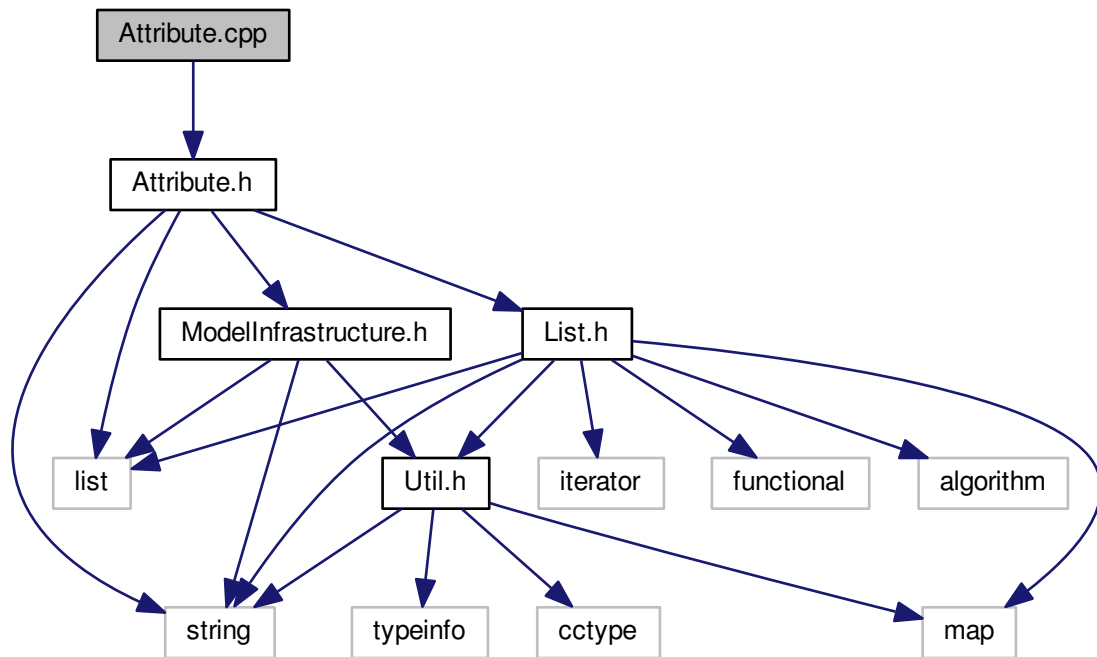 Attribute.cpp
Attribute.h
ModelInfrastructure.h
List.h
list
Util.h
iterator
functional
algorithm
string
typeinfo
cctype
map